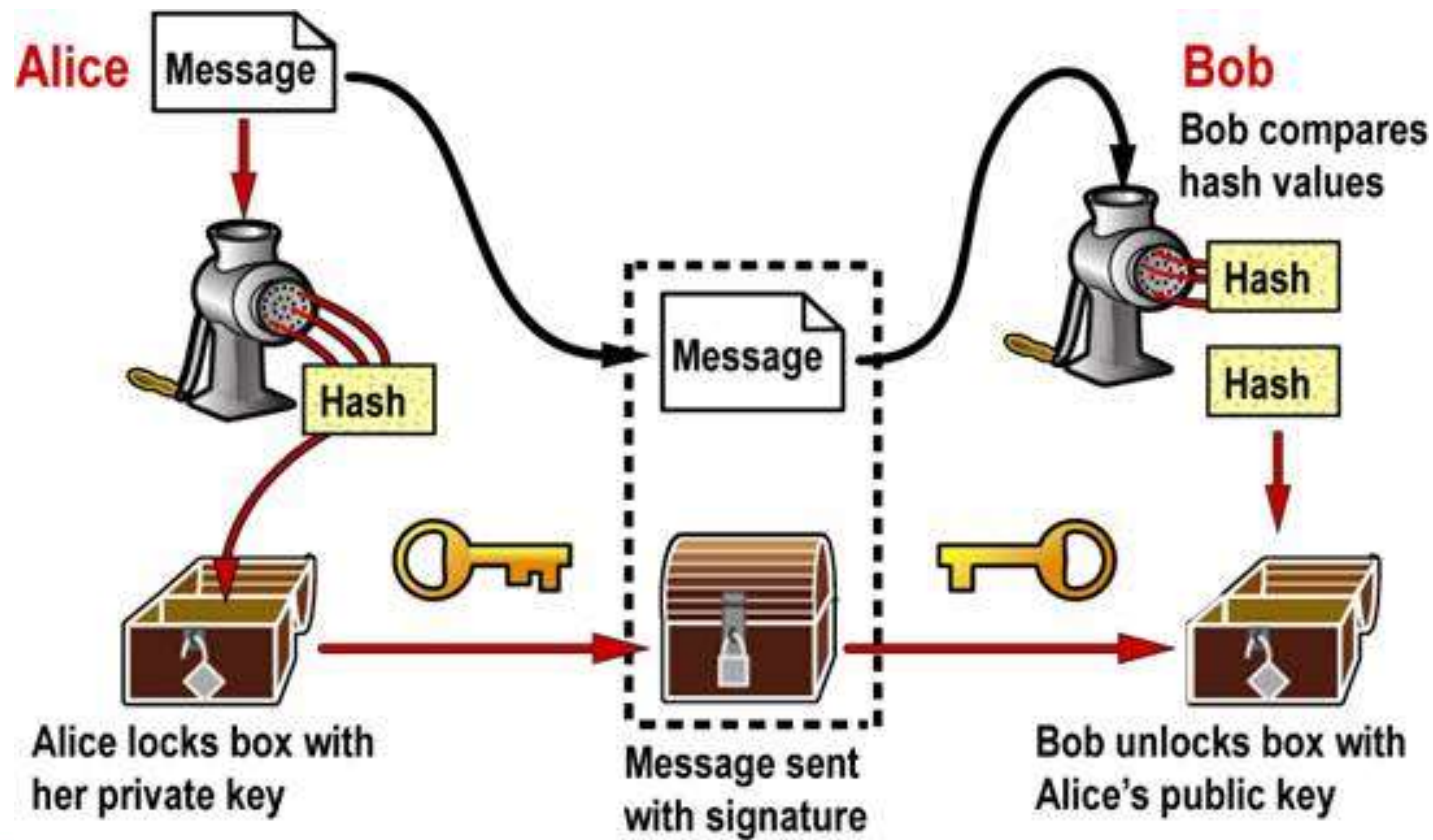 Alice
Message
Bob
Bob compares
hash values
Hash
Message
Hash
Hash
Alice locks box with
her private key
Message sent
with signature
Bob unlocks box with
Alice's public key